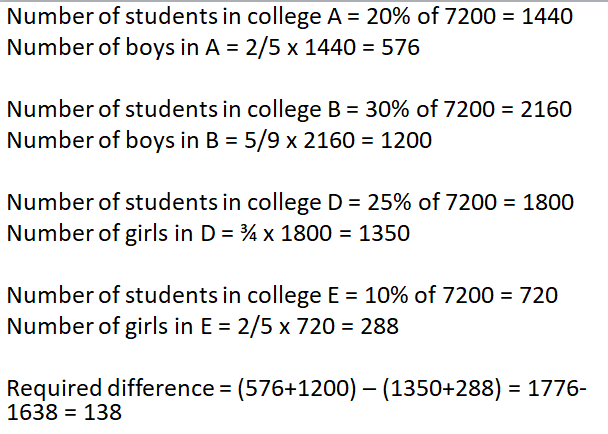 Number of students in college A = 20% of 7200 = 1440
Number of boys in A = 2/5 x 1440 = 576
Number of students in college B = 30% of 7200 = 2160
Number of boys in B = 5/9 x 2160 = 1200
Number of students in college D = 25% of 7200 = 1800
Number of girls in D = ¾ x 1800 = 1350
Number of students in college E = 10% of 7200 = 720
Number of girls in E = 2/5 x 720 = 288
Required difference = (576+1200) – (1350+288) = 1776-
1638 = 138